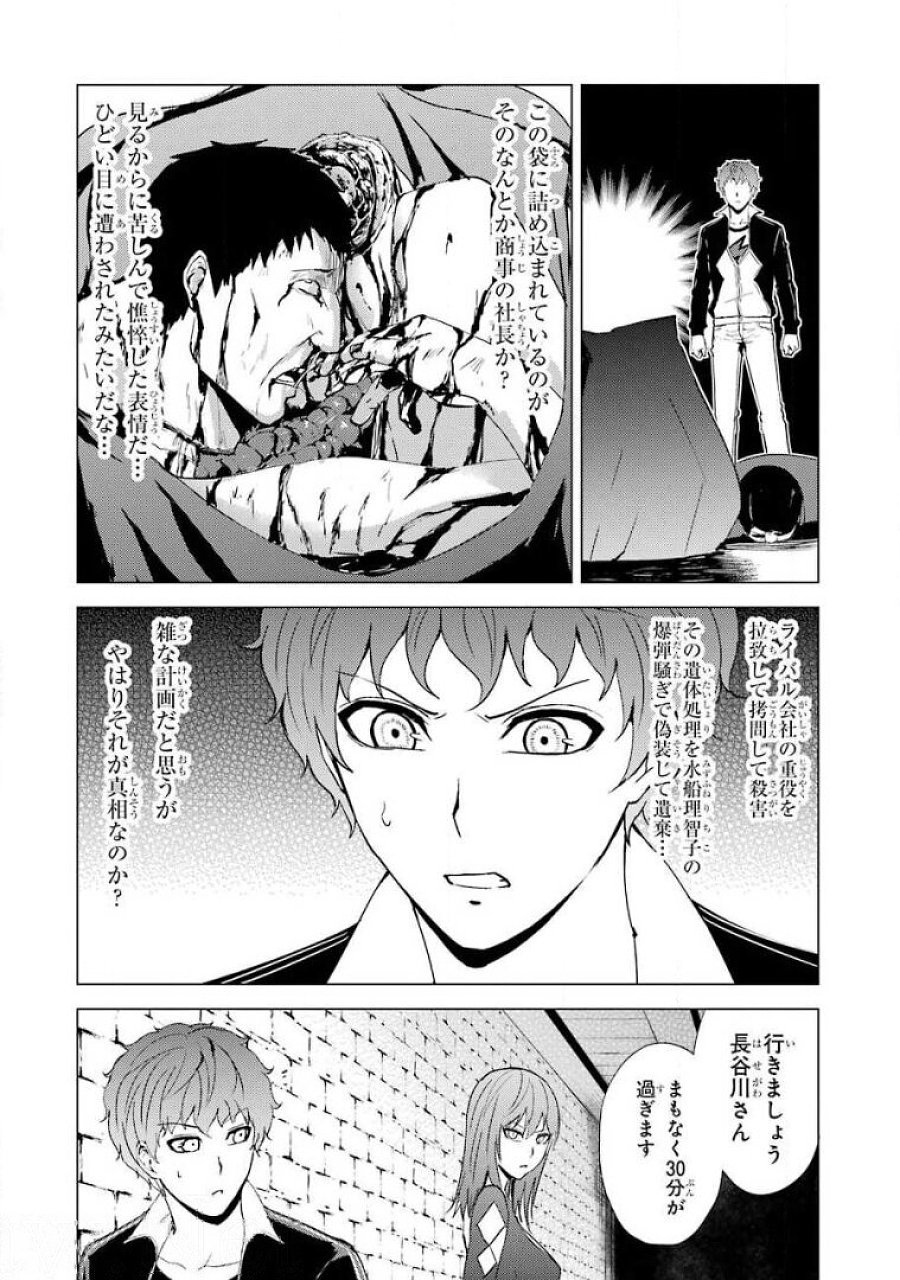 この袋に詰め込まれているのが
そのなんとか商事の社長か？
見るからに苦しんで憔悴した表情だ…
ひどい目に遭わされたみたいだな…
ライバル会社の重役を
拉致して拷問して殺害
その遺体処理を水船理智子の
爆弾騒ぎで偽装して遺棄…
雑な計画だと思うが
やはりそれが真相なのか？
行きましょう
長谷川さん
まもなく30分が
過ぎます